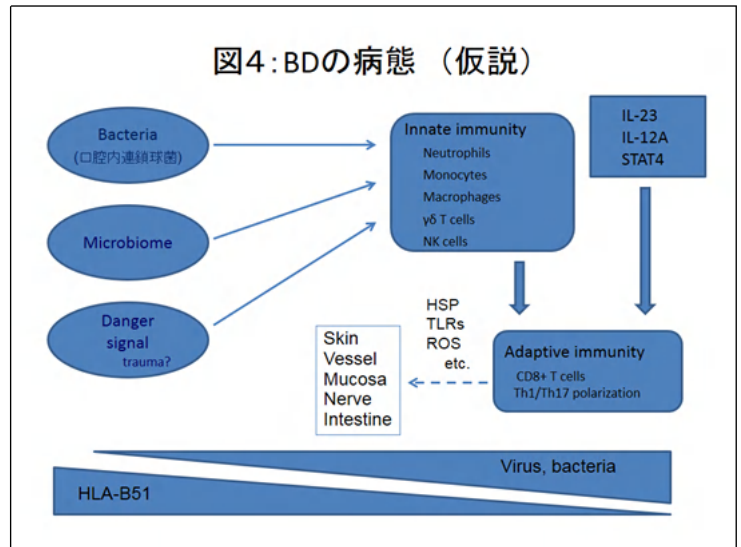 図4:BDの病態 (仮説)
Bacteria
(口腔内連鎖球菌)
Microbiome
Danger
signal
trauma?
Innate immunity
Neutrophils
Monocytes
Macrophages
γδ T cells
NK cells
IL-23
IL-12A
STAT4
HSP
TLRs
ROS
etc.
Adaptive immunity
CD8+ T cells
Th1/Th17 polarization
Skin
Vessel
Mucosa
Nerve
Intestine
Virus, bacteria
HLA-B51